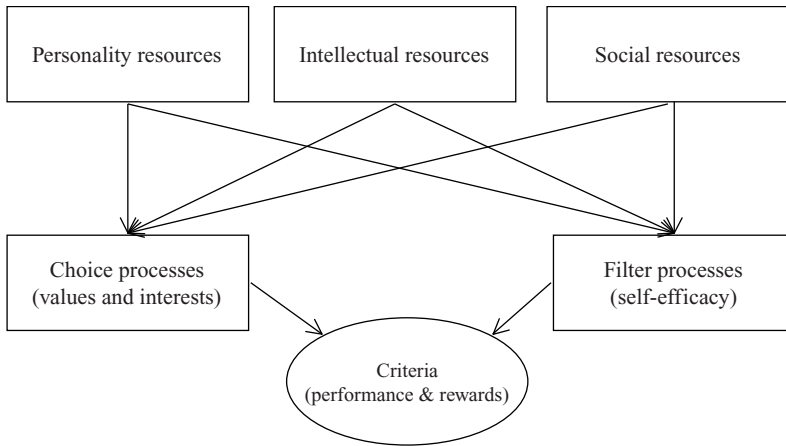 Personality resources
Intellectual resources
Social resources
Choice processes
(values and interests)
Filter processes
(self-efficacy)
Criteria
(performance & rewards)